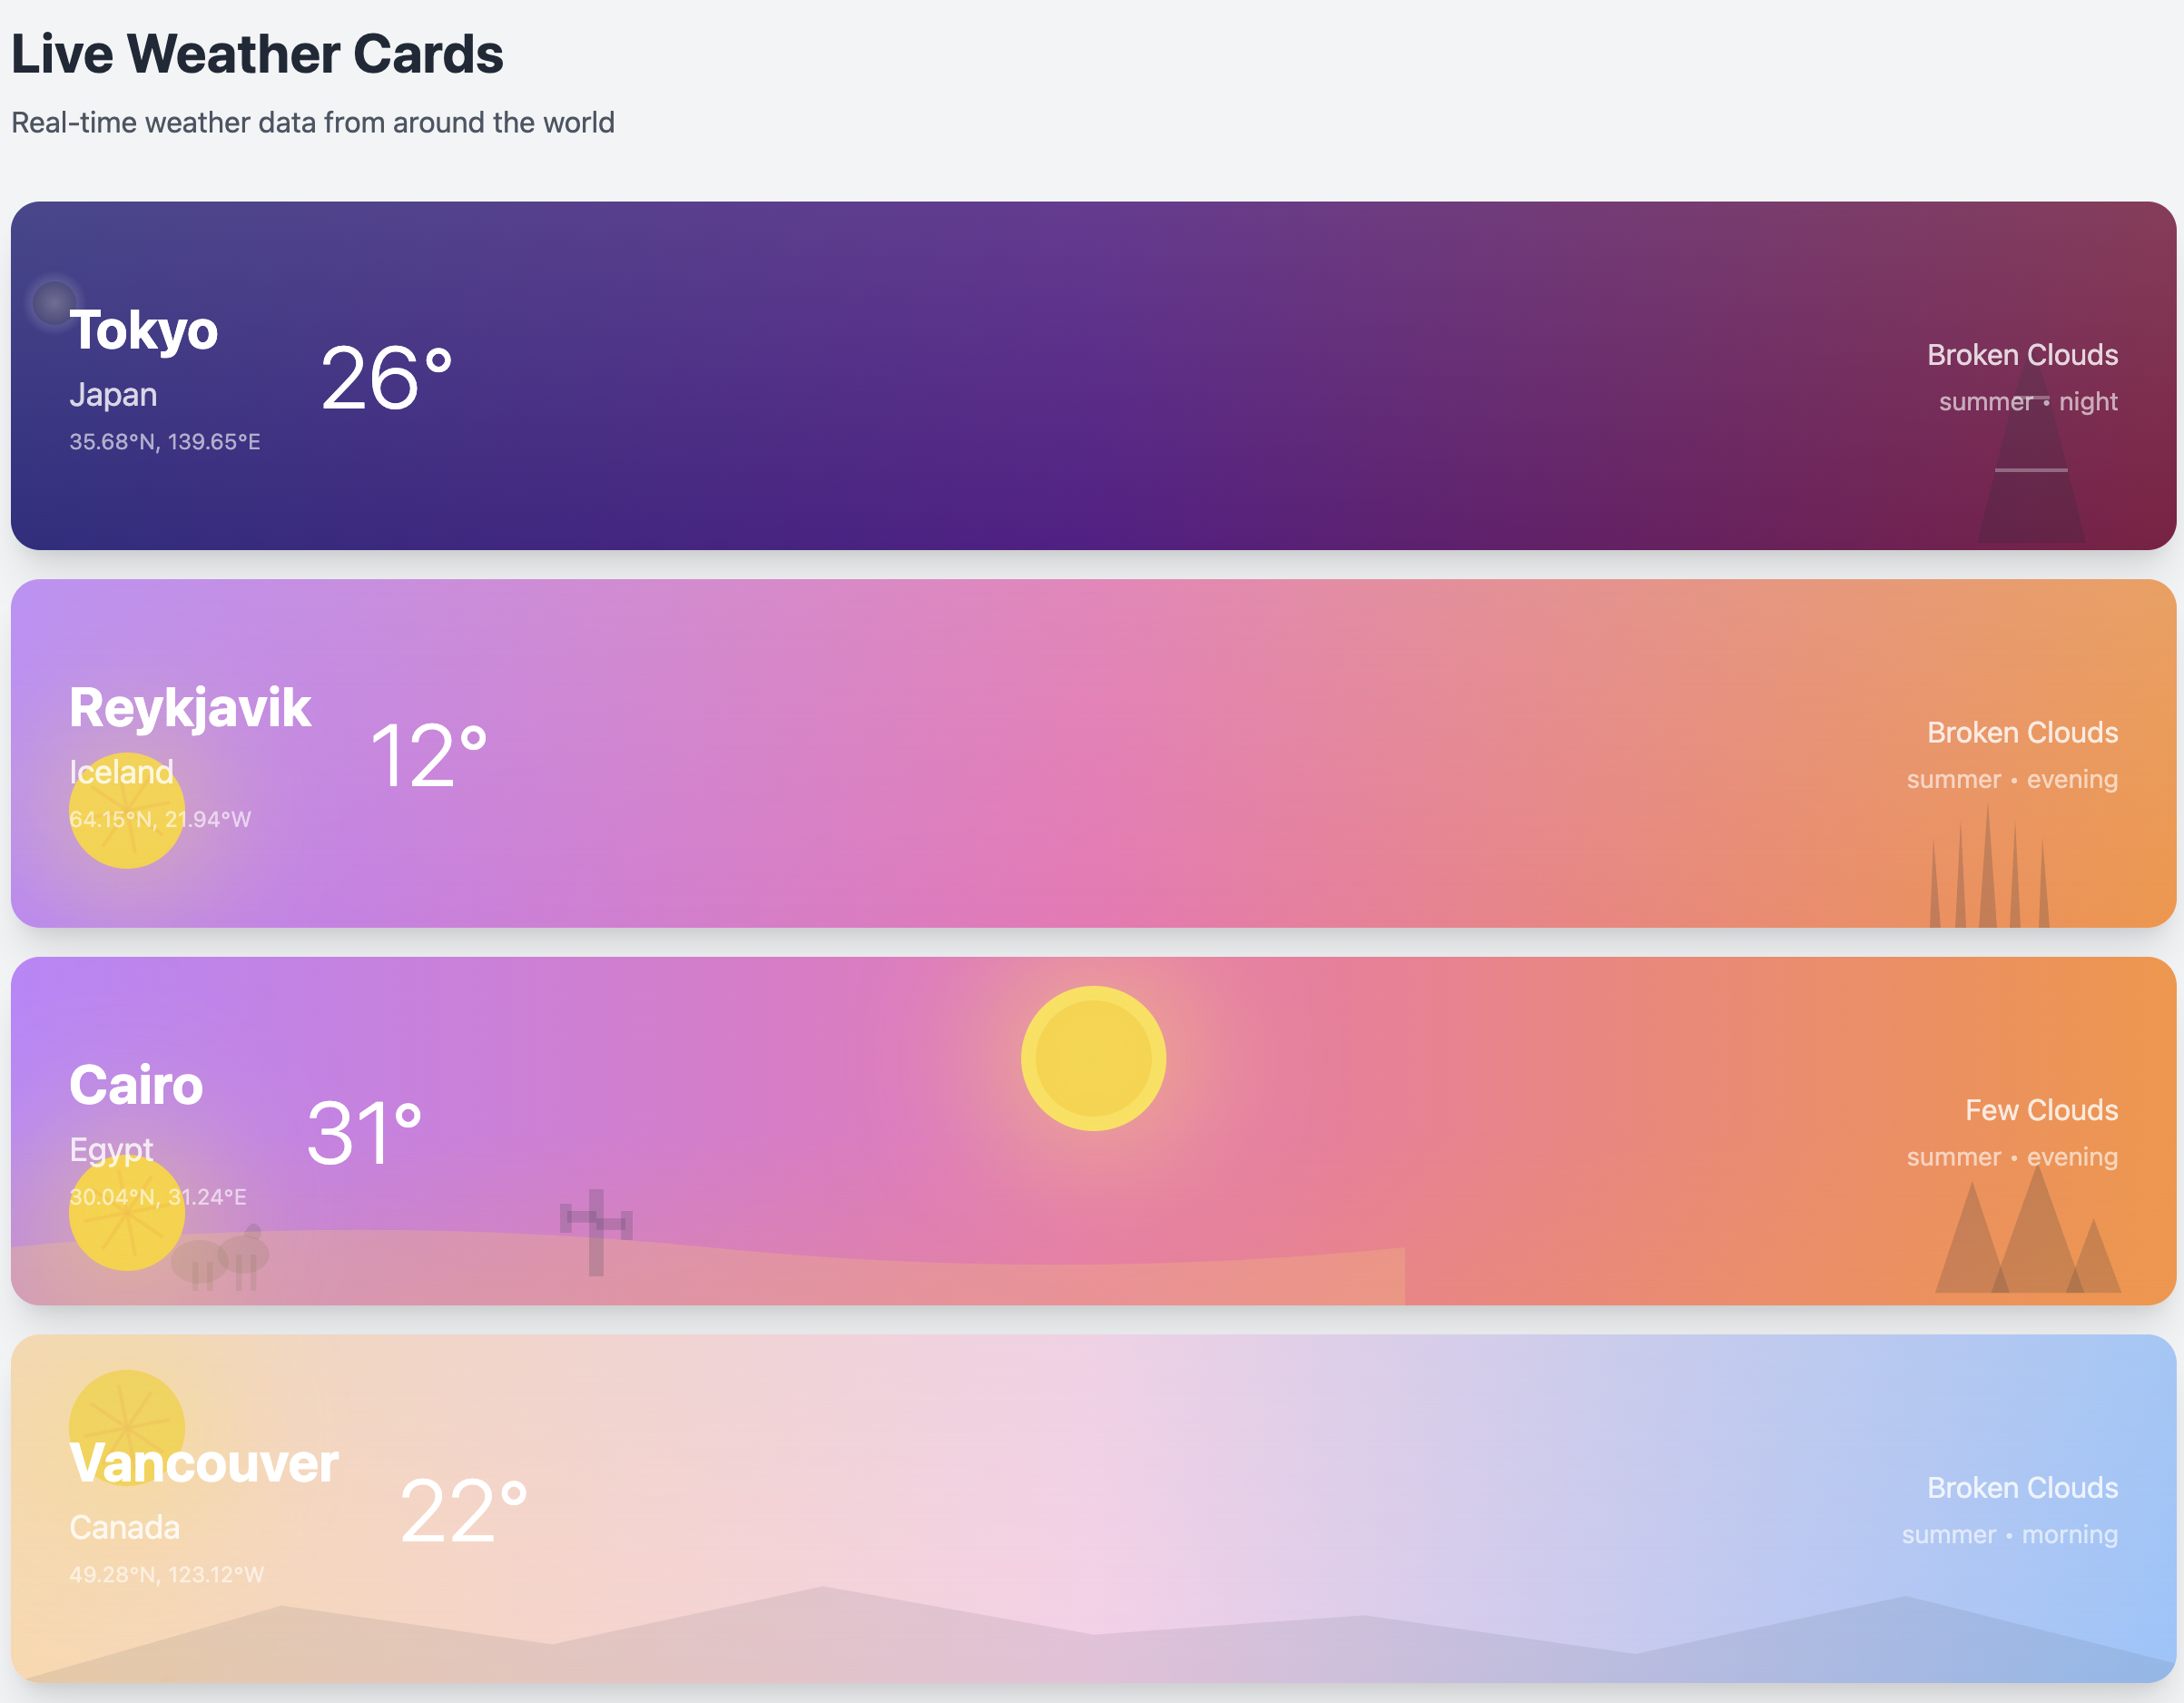 Live Weather Cards
Real-time weather data from around the world
Tokyo
Japan
35.68°N, 139.65°E
26°
Broken Clouds
summer • night
Reykjavik
Iceland
64.15°N, 21.94°W
12°
Broken Clouds
summer • evening
Cairo
Egypt
30.04°N, 31.24°E
31°
Few Clouds
summer • evening
Vancouver
Canada
49.28°N, 123.12°W
22°
Broken Clouds
summer • morning